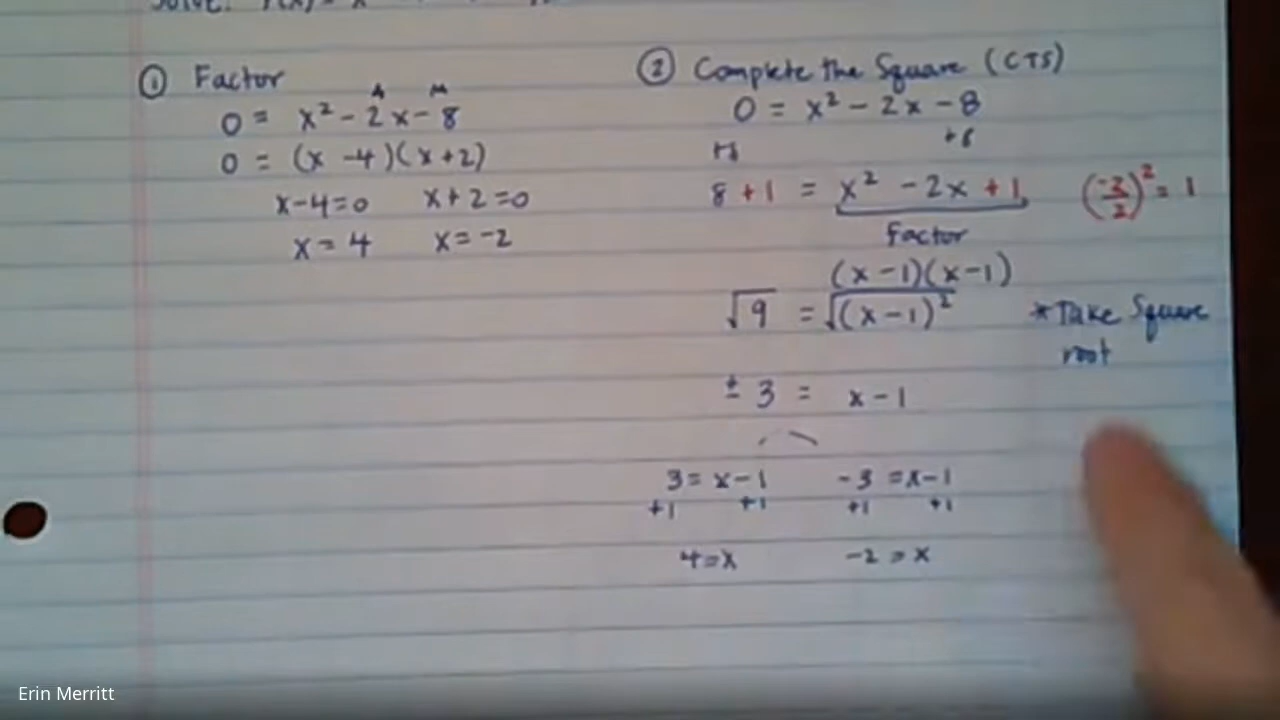 Solve: f(x) = x
① Factor
A M
0 = x² - 2x - 8
0 = (x - 4)(x + 2)
x - 4 = 0 x + 2 = 0
x = 4 x = -2
② Complete the Square (CTS)
0 = x² - 2x - 8
+8 +8
8 + 1 = x² - 2x + 1 (-2/2)² = 1
factor
(x - 1)(x - 1)
√9 = √(x - 1)² * Take Square
root
± 3 = x - 1
3 = x - 1 -3 = x - 1
+1 +1 +1 +1
4 = x -2 = x
Erin Merritt